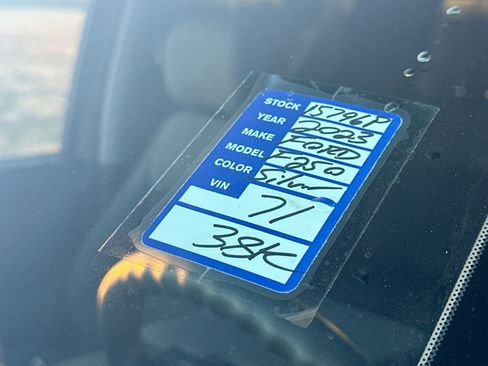 STOCK 15796P
YEAR 2023
MAKE FORD
MODEL F250
COLOR Silver
VIN 71
38K